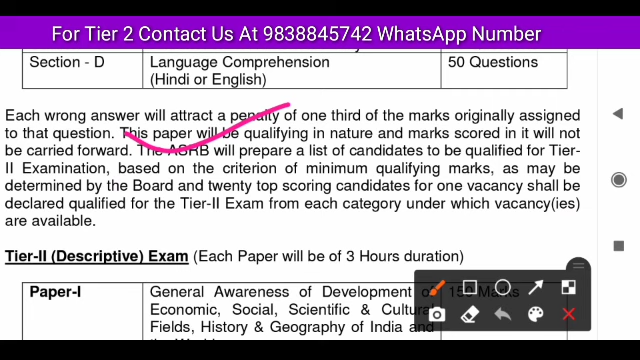 For Tier 2 Contact Us At 9838845742 WhatsApp Number
Section - D Language Comprehension 50 Questions
(Hindi or English)
Each wrong answer will attract a penalty of one third of the marks originally assigned
to that question. This paper will be qualifying in nature and marks scored in it will not
be carried forward. The ASRB will prepare a list of candidates to be qualified for Tier-
II Examination, based on the criterion of minimum qualifying marks, as may be
determined by the Board and twenty top scoring candidates for one vacancy shall be
declared qualified for the Tier-II Exam from each category under which vacancy(ies)
are available.
Tier-II (Descriptive) Exam (Each Paper will be of 3 Hours duration)
Paper-I General Awareness of Development of 150 Marks
Economic, Social, Scientific & Cultural
Fields, History & Geography of India and